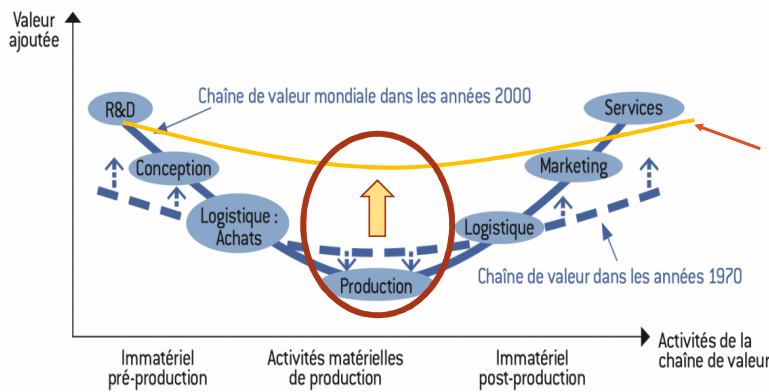 Valeur
ajoutée
R&D
Chaîne de valeur mondiale dans les années 2000
Services
Conception
Marketing
Logistique :
Achats
Logistique
Production
Chaîne de valeur dans les années 1970
Activités de la
chaîne de valeur
Immatériel
pré-production
Activités matérielles
de production
Immatériel
post-production